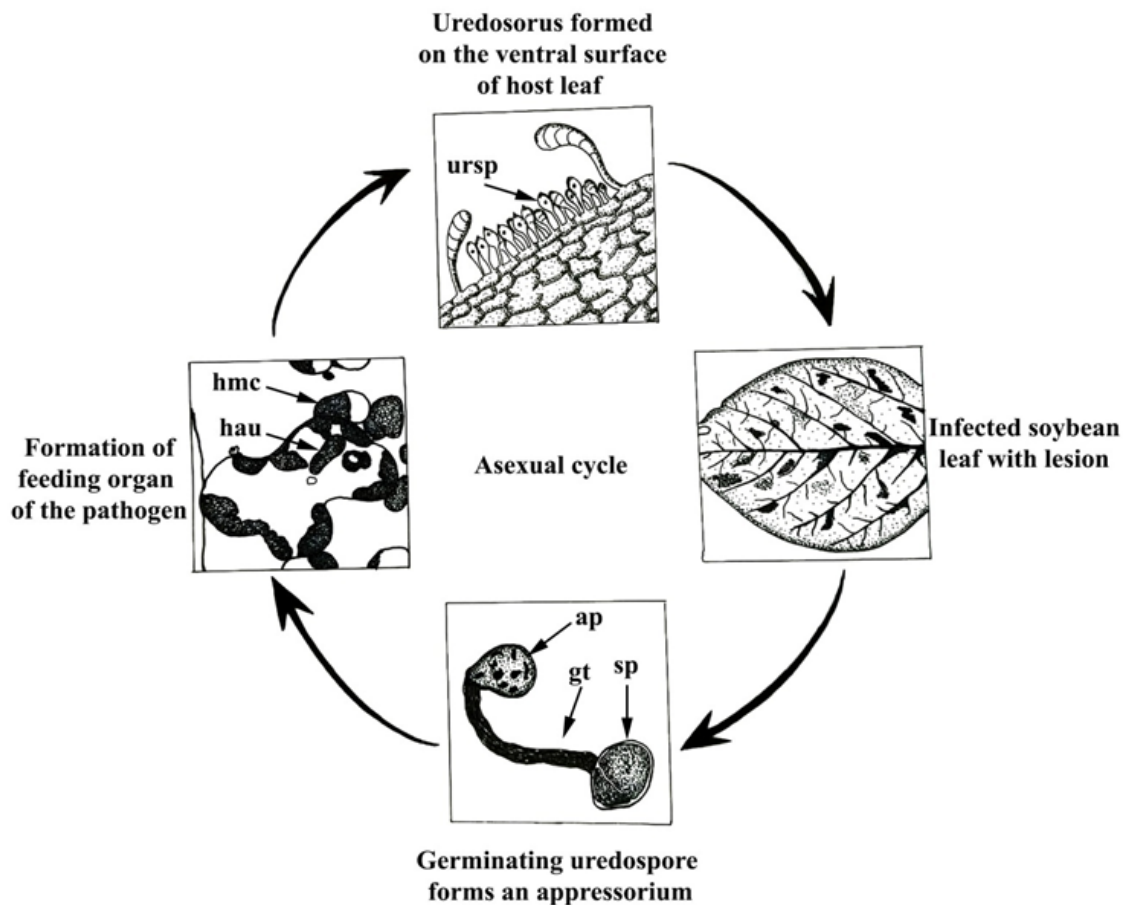 Uredosorus formed
on the ventral surface
of host leaf
ursp
hmc
hau
Formation of
feeding organ
of the pathogen
Asexual cycle
Infected soybean
leaf with lesion
ap
gt
sp
Germinating uredospore
forms an appressorium